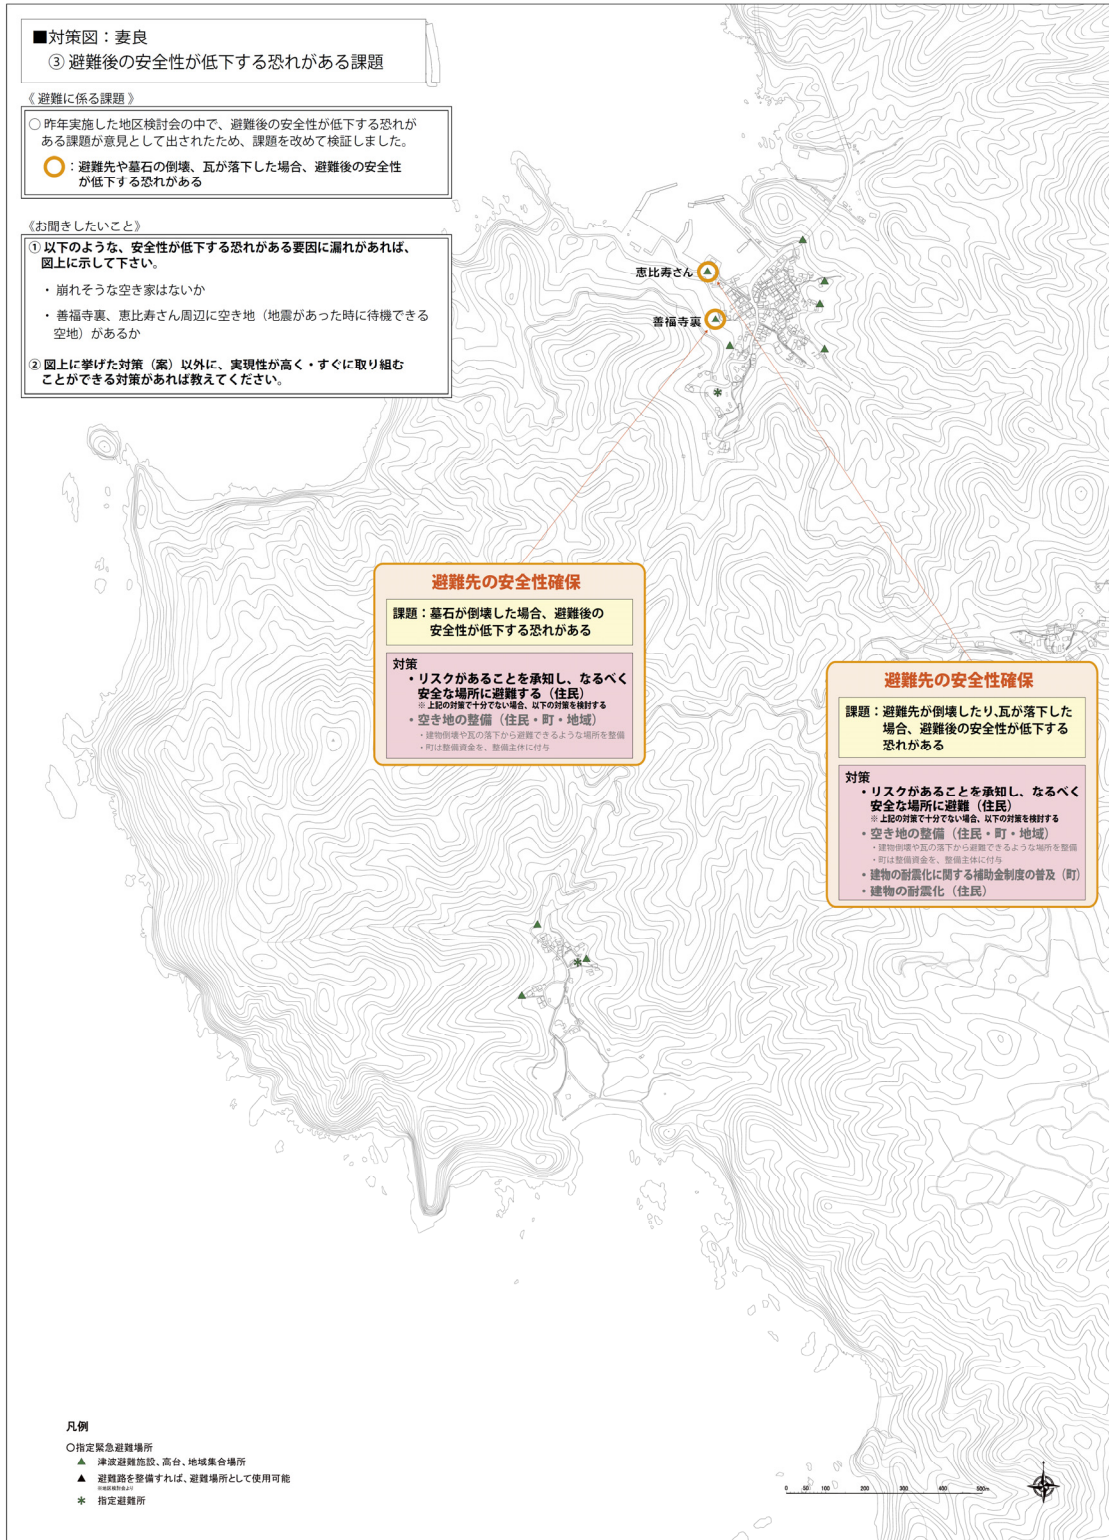 ■対策図：妻良
③ 避難後の安全性が低下する恐れがある課題
《 避難に係る課題 》
○ 昨年実施した地区検討会の中で、避難後の安全性が低下する恐れが
ある課題が意見として出されたため、課題を改めて検証しました。
：避難先や墓石の倒壊、瓦が落下した場合、避難後の安全性
が低下する恐れがある
《お聞きしたいこと》
① 以下のような、安全性が低下する恐れがある要因に漏れがあれば、
図上に示して下さい。
・ 崩れそうな空き家はないか
・ 善福寺裏、恵比寿さん周辺に空き地（地震があった時に待機できる
空地）があるか
② 図上に挙げた対策（案）以外に、実現性が高く・すぐに取り組む
ことができる対策があれば教えてください。
恵比寿さん
善福寺裏
避難先の安全性確保
課題：墓石が倒壊した場合、避難後の
安全性が低下する恐れがある
対策
・リスクがあることを承知し、なるべく
安全な場所に避難する（住民）
※ 上記の対策で十分でない場合、以下の対策を検討する
・空き地の整備（住民・町・地域）
・建物倒壊や瓦の落下から避難できるような場所を整備
・町は整備資金を、整備主体に付与
避難先の安全性確保
課題：避難先が倒壊したり、瓦が落下した
場合、避難後の安全性が低下する
恐れがある
対策
・リスクがあることを承知し、なるべく
安全な場所に避難（住民）
※ 上記の対策で十分でない場合、以下の対策を検討する
・空き地の整備（住民・町・地域）
・建物倒壊や瓦の落下から避難できるような場所を整備
・町は整備資金を、整備主体に付与
・建物の耐震化に関する補助金制度の普及（町）
・建物の耐震化（住民）
凡例
○指定緊急避難場所
▲ 津波避難施設、高台、地域集合場所
▲ 避難路を整備すれば、避難場所として使用可能
※地区検討会より
＊ 指定避難所
0 50 100 200 300 400 500m